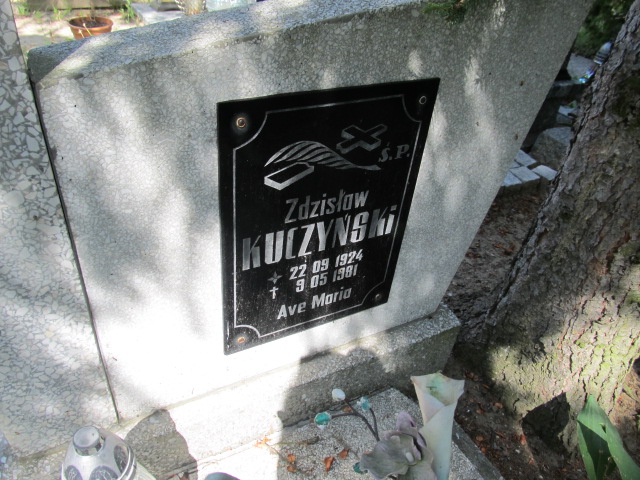 Ś.P.
Zdzisław
KUCZYŃSKi
22 09 1924
9 05 1981
Ave Maria